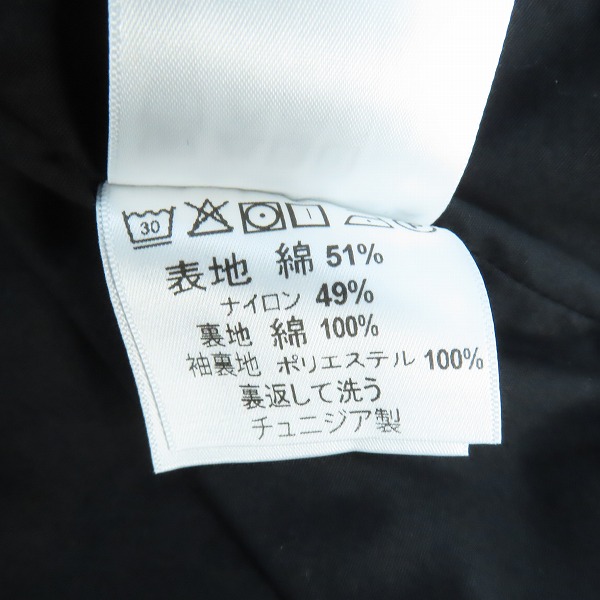 30
表地 綿 51%
ナイロン 49%
裏地 綿 100%
袖裏地 ポリエステル 100%
裏返して洗う
チュニジア製